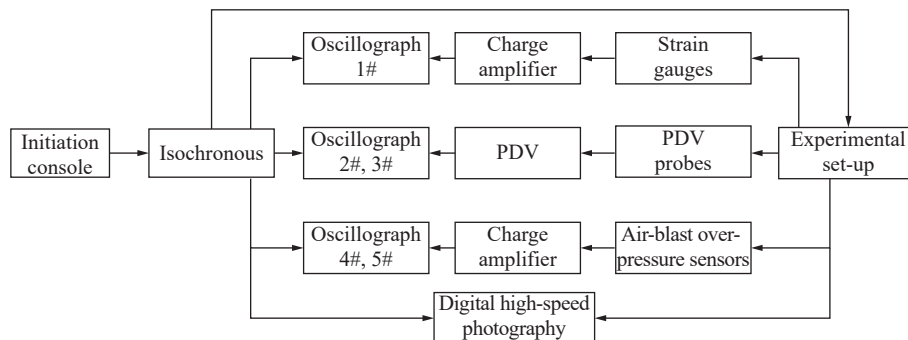 Oscillograph
1#
Charge
amplifier
Strain
gauges
Initiation
console
Isochronous
Oscillograph
2#, 3#
PDV
PDV
probes
Experimental
set-up
Oscillograph
4#, 5#
Charge
amplifier
Air-blast over-
pressure sensors
Digital high-speed
photography